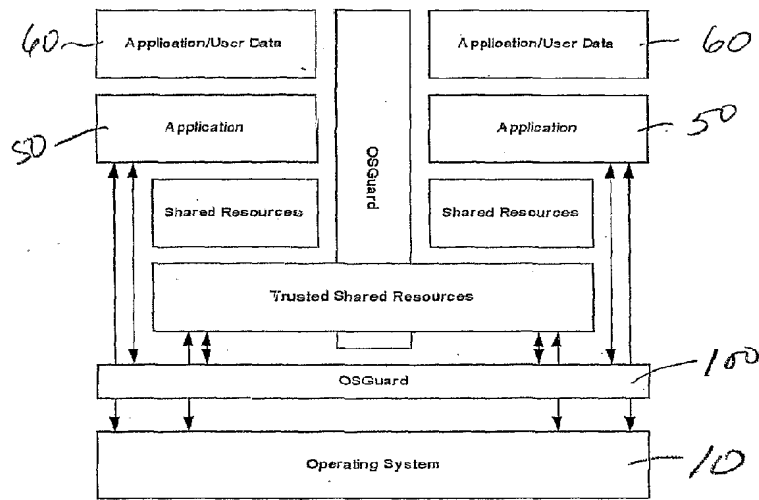 60 Application/User Data Application/User Data 60
50 Application Application 50
OSGuard
Shared Resources Shared Resources
Trusted Shared Resources
OSGuard 100
Operating System 10